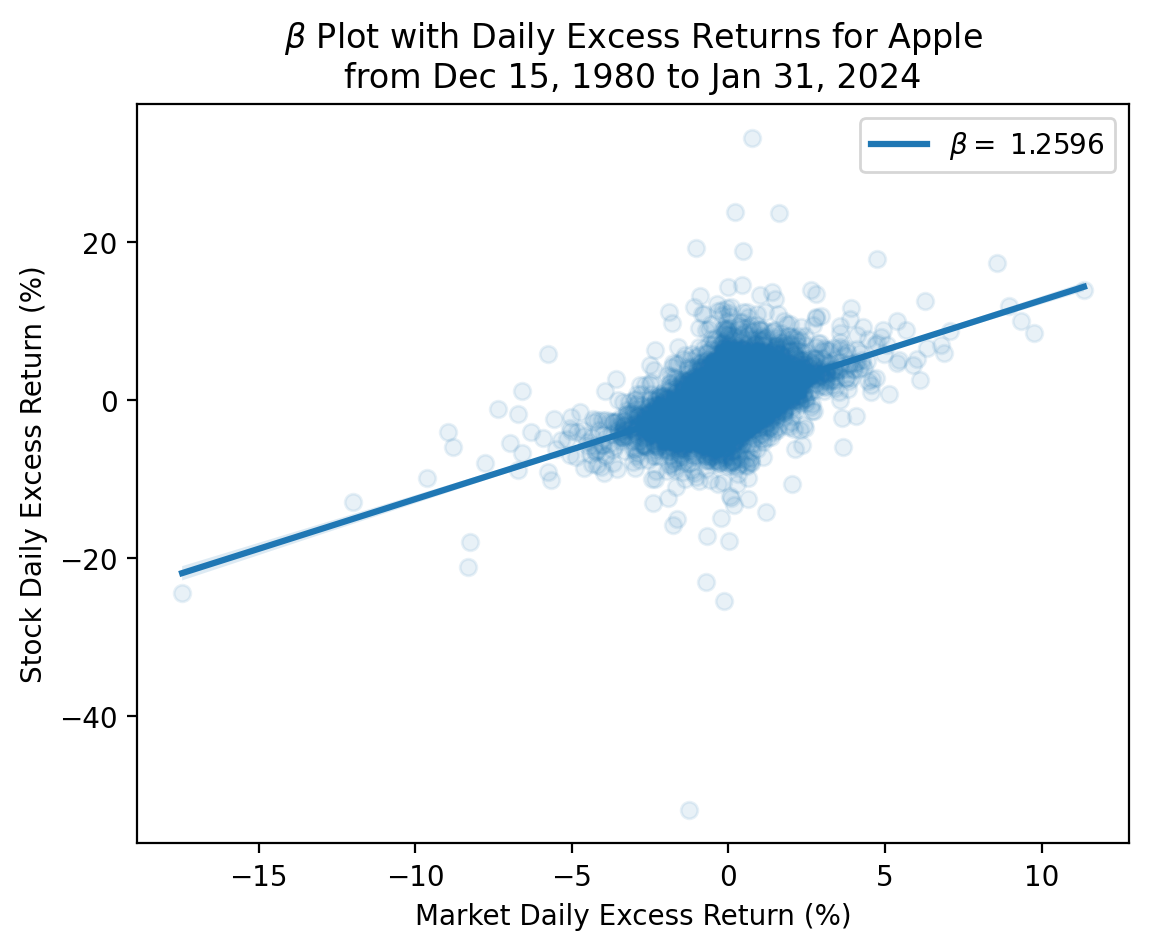 β Plot with Daily Excess Returns for Apple
from Dec 15, 1980 to Jan 31, 2024
β = 1.2596
20
0
−20
−40
Stock Daily Excess Return (%)
−15
−10
−5
0
5
10
Market Daily Excess Return (%)